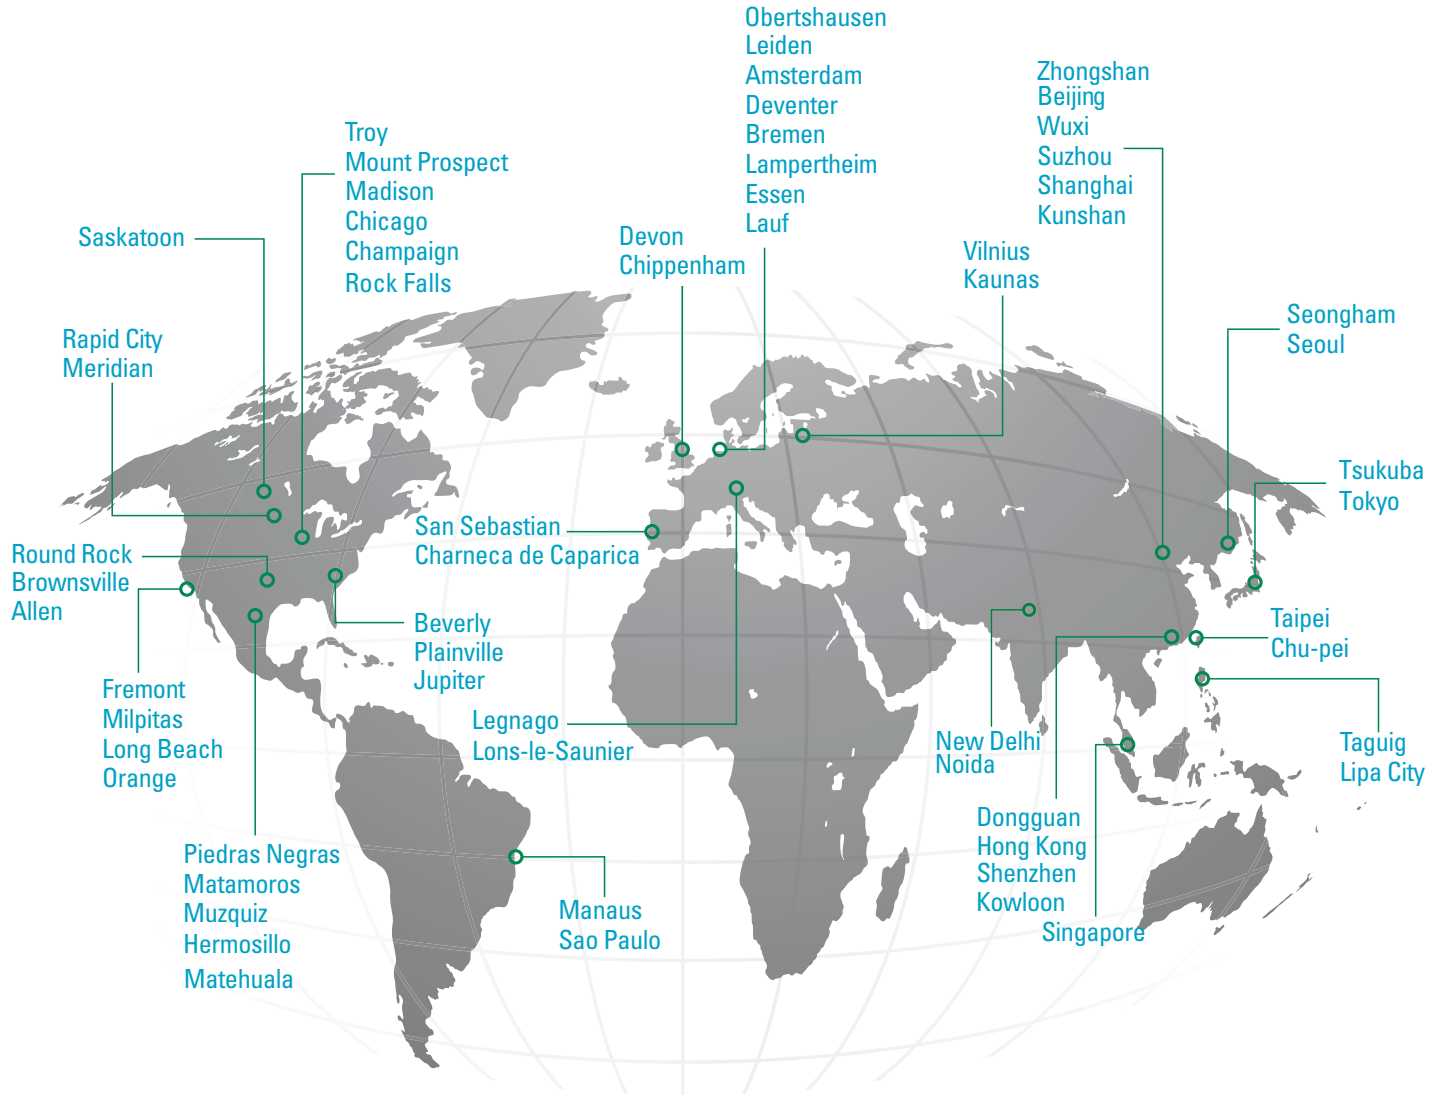 Obertshausen
Leiden
Amsterdam
Deventer
Bremen
Lampertheim
Essen
Lauf
Zhongshan
Beijing
Wuxi
Suzhou
Shanghai
Kunshan
Troy
Mount Prospect
Madison
Chicago
Champaign
Rock Falls
Saskatoon
Devon
Chippenham
Vilnius
Kaunas
Seongham
Seoul
Rapid City
Meridian
Tsukuba
Tokyo
San Sebastian
Charneca de Caparica
Round Rock
Brownsville
Allen
Beverly
Plainville
Jupiter
Taipei
Chu-pei
Fremont
Milpitas
Long Beach
Orange
Legnago
Lons-le-Saunier
New Delhi
Noida
Taguig
Lipa City
Dongguan
Hong Kong
Shenzhen
Kowloon
Singapore
Piedras Negras
Matamoros
Muzquiz
Hermosillo
Matehuala
Manaus
Sao Paulo